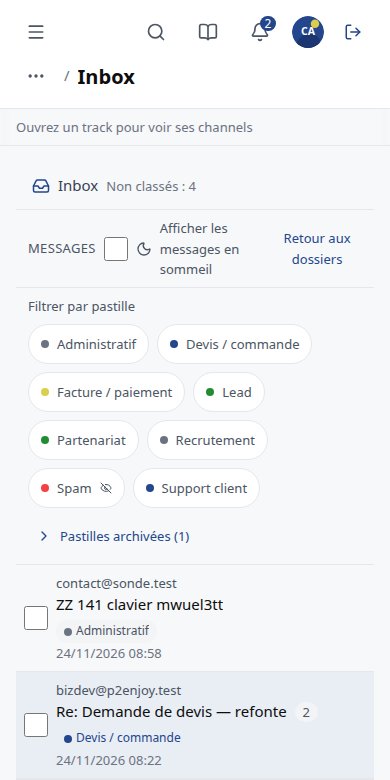 2
CA
... / Inbox
Ouvrez un track pour voir ses channels
Inbox Non classés : 4
MESSAGES
Afficher les
messages en
sommeil
Retour aux
dossiers
Filtrer par pastille
Administratif
Devis / commande
Facture / paiement
Lead
Partenariat
Recrutement
Spam
Support client
Pastilles archivées (1)
contact@sonde.test
ZZ 141 clavier mwuel3tt
Administratif
24/11/2026 08:58
bizdev@p2enjoy.test
Re: Demande de devis — refonte 2
Devis / commande
24/11/2026 08:22